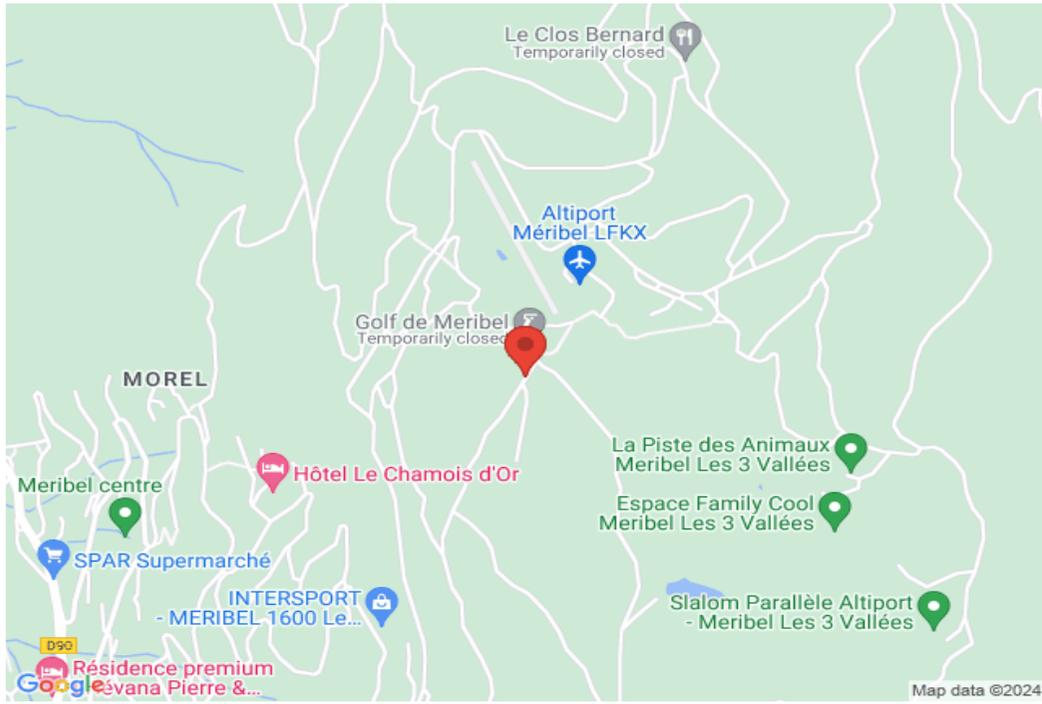 Le Clos Bernard
Temporarily closed
Altiport
Méribel LFKX
Golf de Meribel
Temporarily closed
MOREL
La Piste des Animaux
Meribel Les 3 Vallées
Hôtel Le Chamois d'Or
Meribel centre
Espace Family Cool
Meribel Les 3 Vallées
SPAR Supermarché
INTERSPORT
- MERIBEL 1600 Le...
Slalom Parallèle Altiport
- Meribel Les 3 Vallées
D90
Résidence premium
évana Pierre &...
Google
Map data ©2024